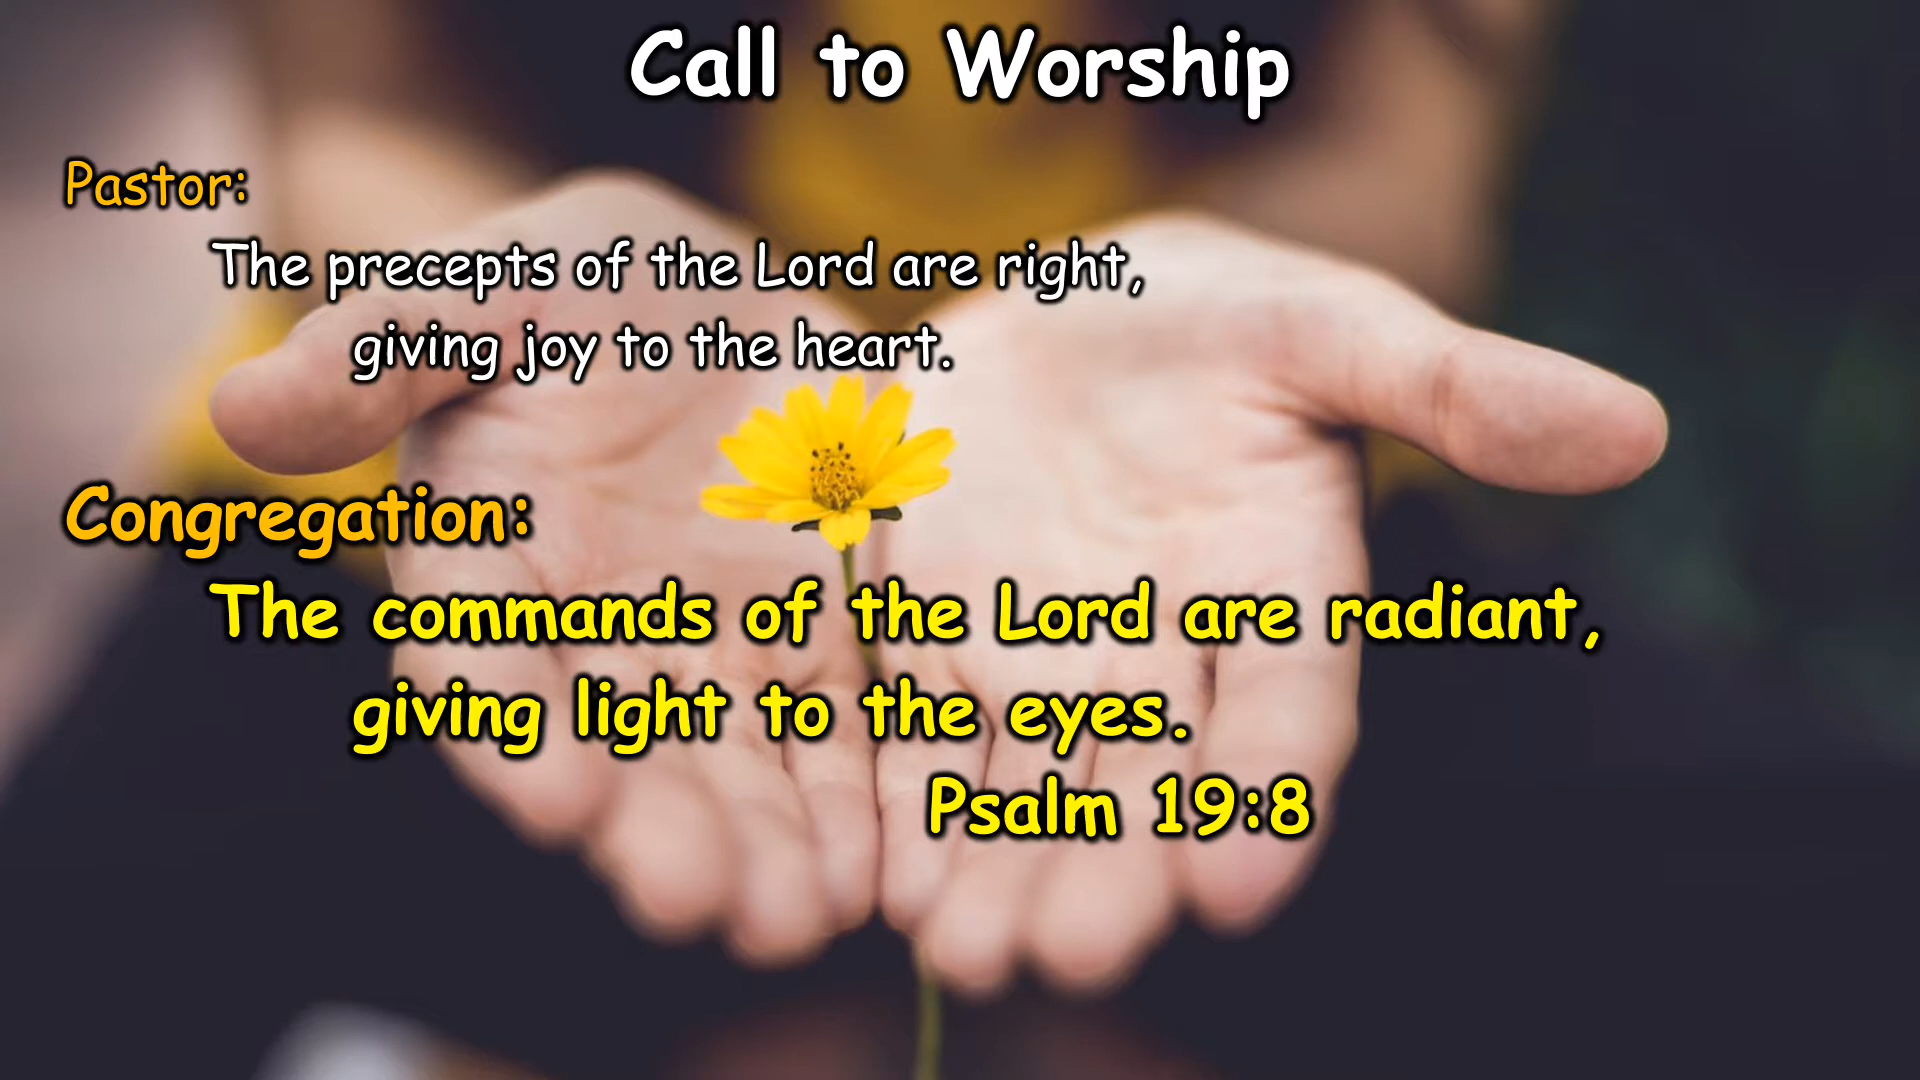 Call to Worship
Pastor:
The precepts of the Lord are right,
giving joy to the heart.
Congregation:
The commands of the Lord are radiant,
giving light to the eyes.
Psalm 19:8